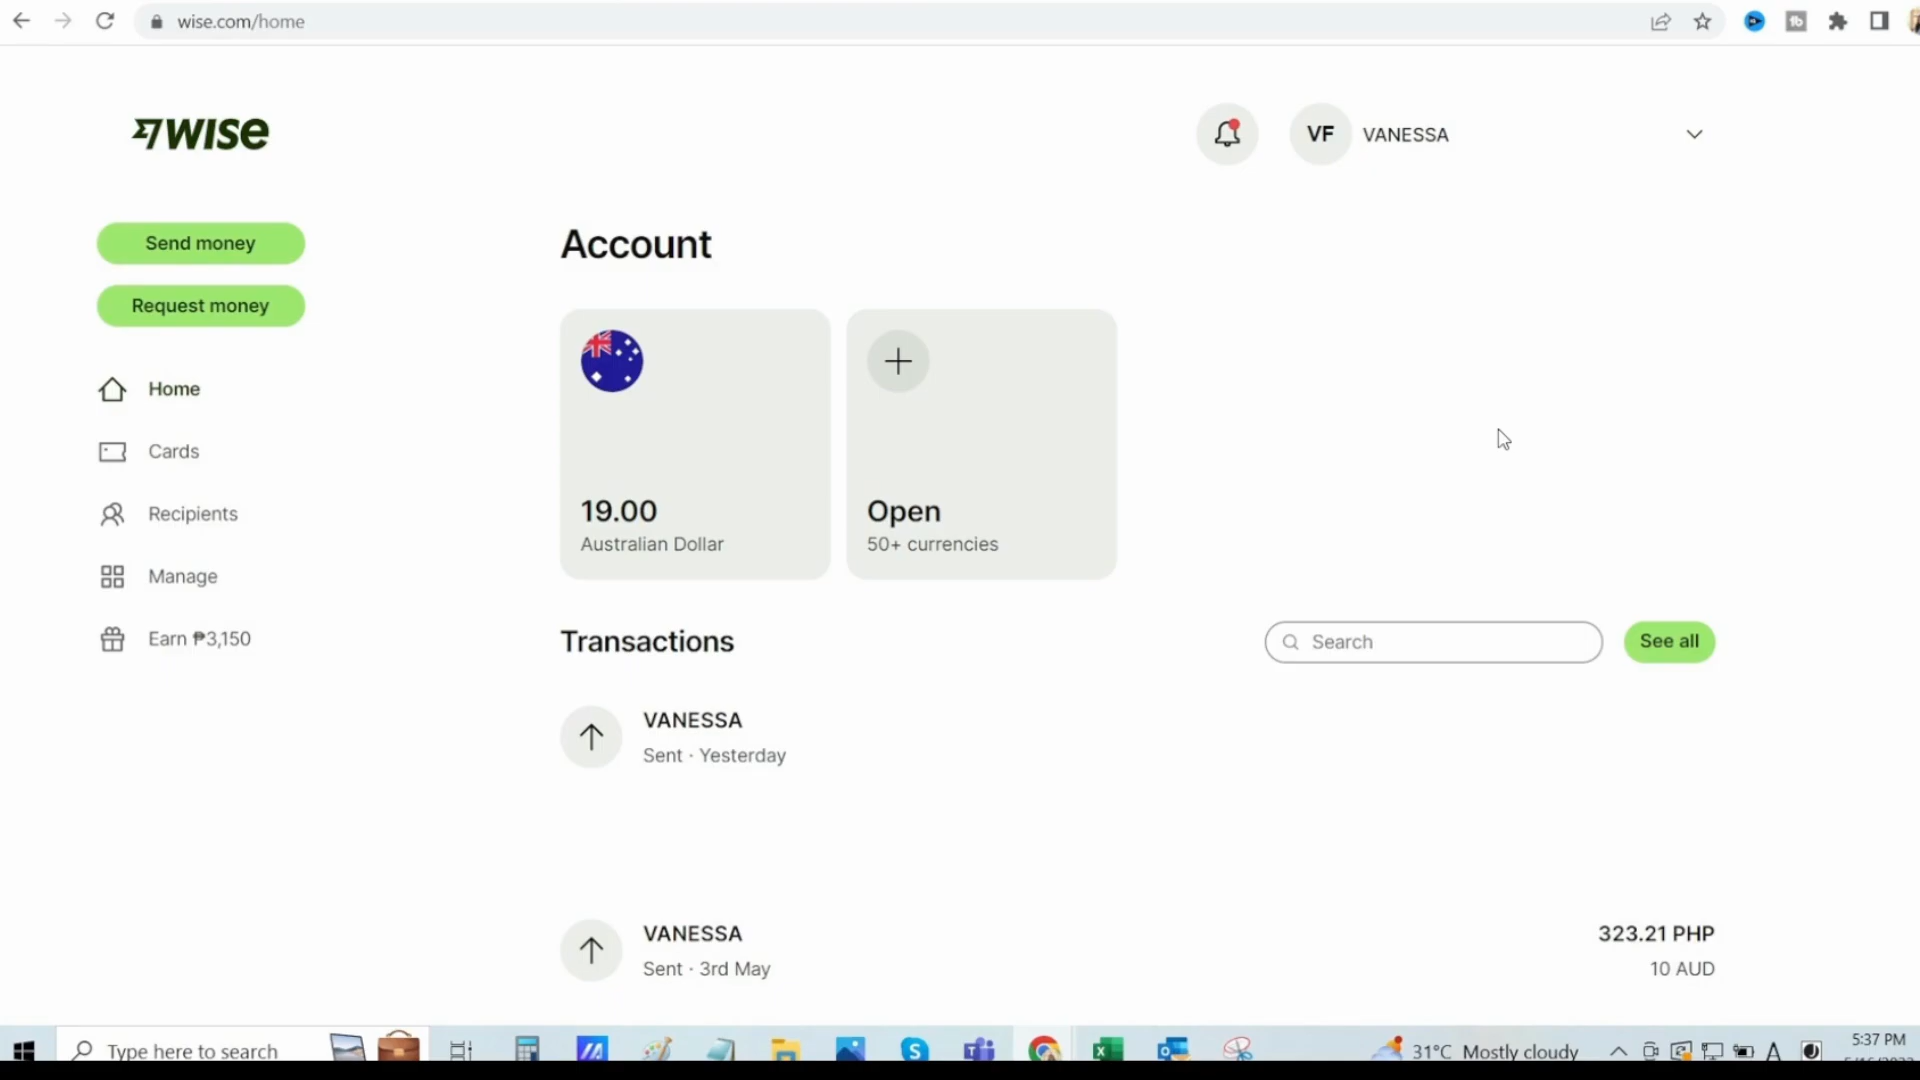 wise.com/home
WISE
VF VANESSA
Send money
Request money
Home
Cards
Recipients
Manage
Earn ₱3,150
Account
19.00
Australian Dollar
Open
50+ currencies
Transactions
Search
See all
VANESSA
Sent · Yesterday
VANESSA
Sent · 3rd May
323.21 PHP
10 AUD
Type here to search
31°C Mostly cloudy
5:37 PM